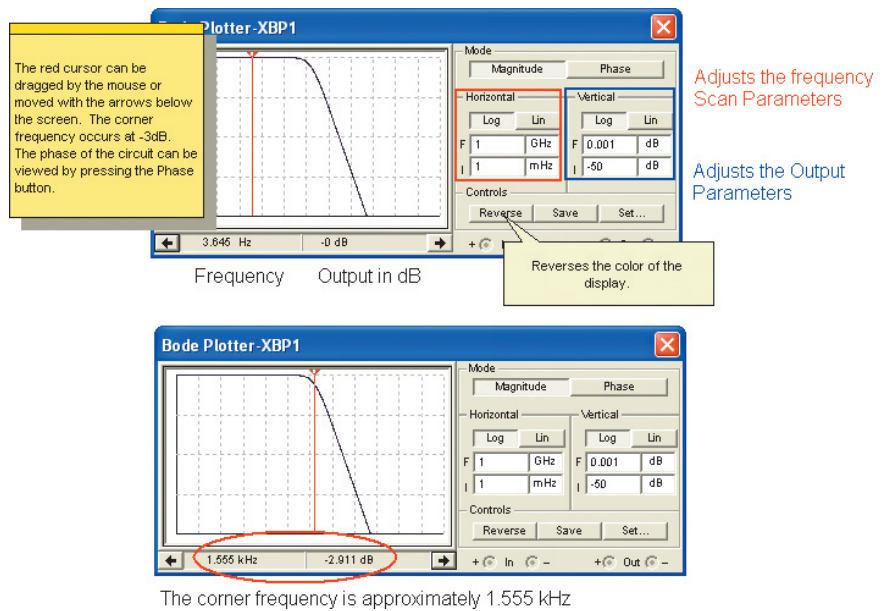 Plotter-XBP1
The red cursor can be
dragged by the mouse or
moved with the arrows below
the screen. The corner
frequency occurs at -3dB.
The phase of the circuit can be
viewed by pressing the Phase
button.
Mode
Magnitude Phase
Horizontal Vertical
Log Lin Log Lin
F 1 GHz F 0.001 dB
I 1 mHz I -50 dB
Controls
Reverse Save Set...
3.645 Hz -0 dB
+
Adjusts the frequency
Scan Parameters
Adjusts the Output
Parameters
Reverses the color of the
display.
Frequency Output in dB
Bode Plotter-XBP1
Mode
Magnitude Phase
Horizontal Vertical
Log Lin Log Lin
F 1 GHz F 0.001 dB
I 1 mHz I -50 dB
Controls
Reverse Save Set...
1.555 kHz -2.911 dB
+ In - + Out -
The corner frequency is approximately 1.555 kHz